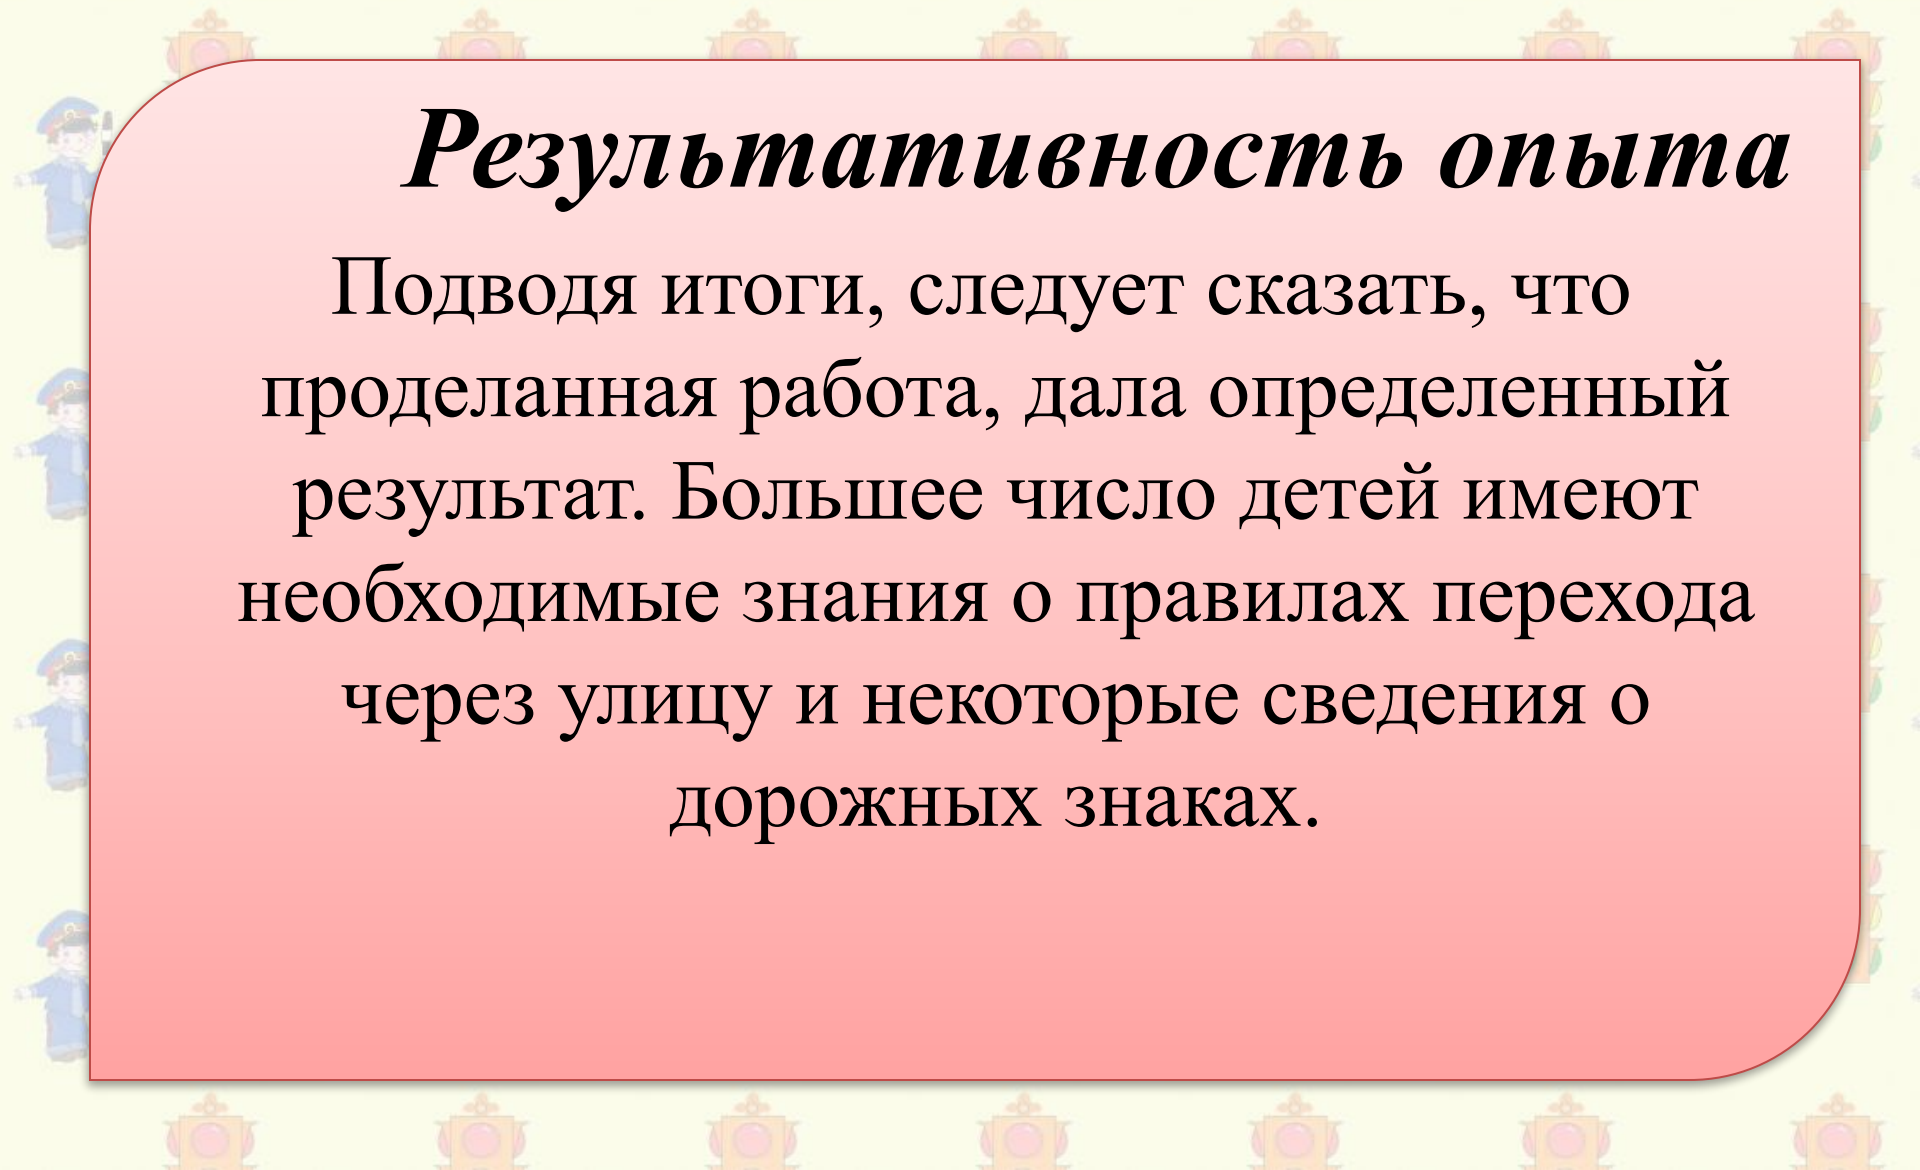 Результативность опыта
Подводя итоги, следует сказать, что
проделанная работа, дала определенный
результат. Большее число детей имеют
необходимые знания о правилах перехода
через улицу и некоторые сведения о
дорожных знаках.